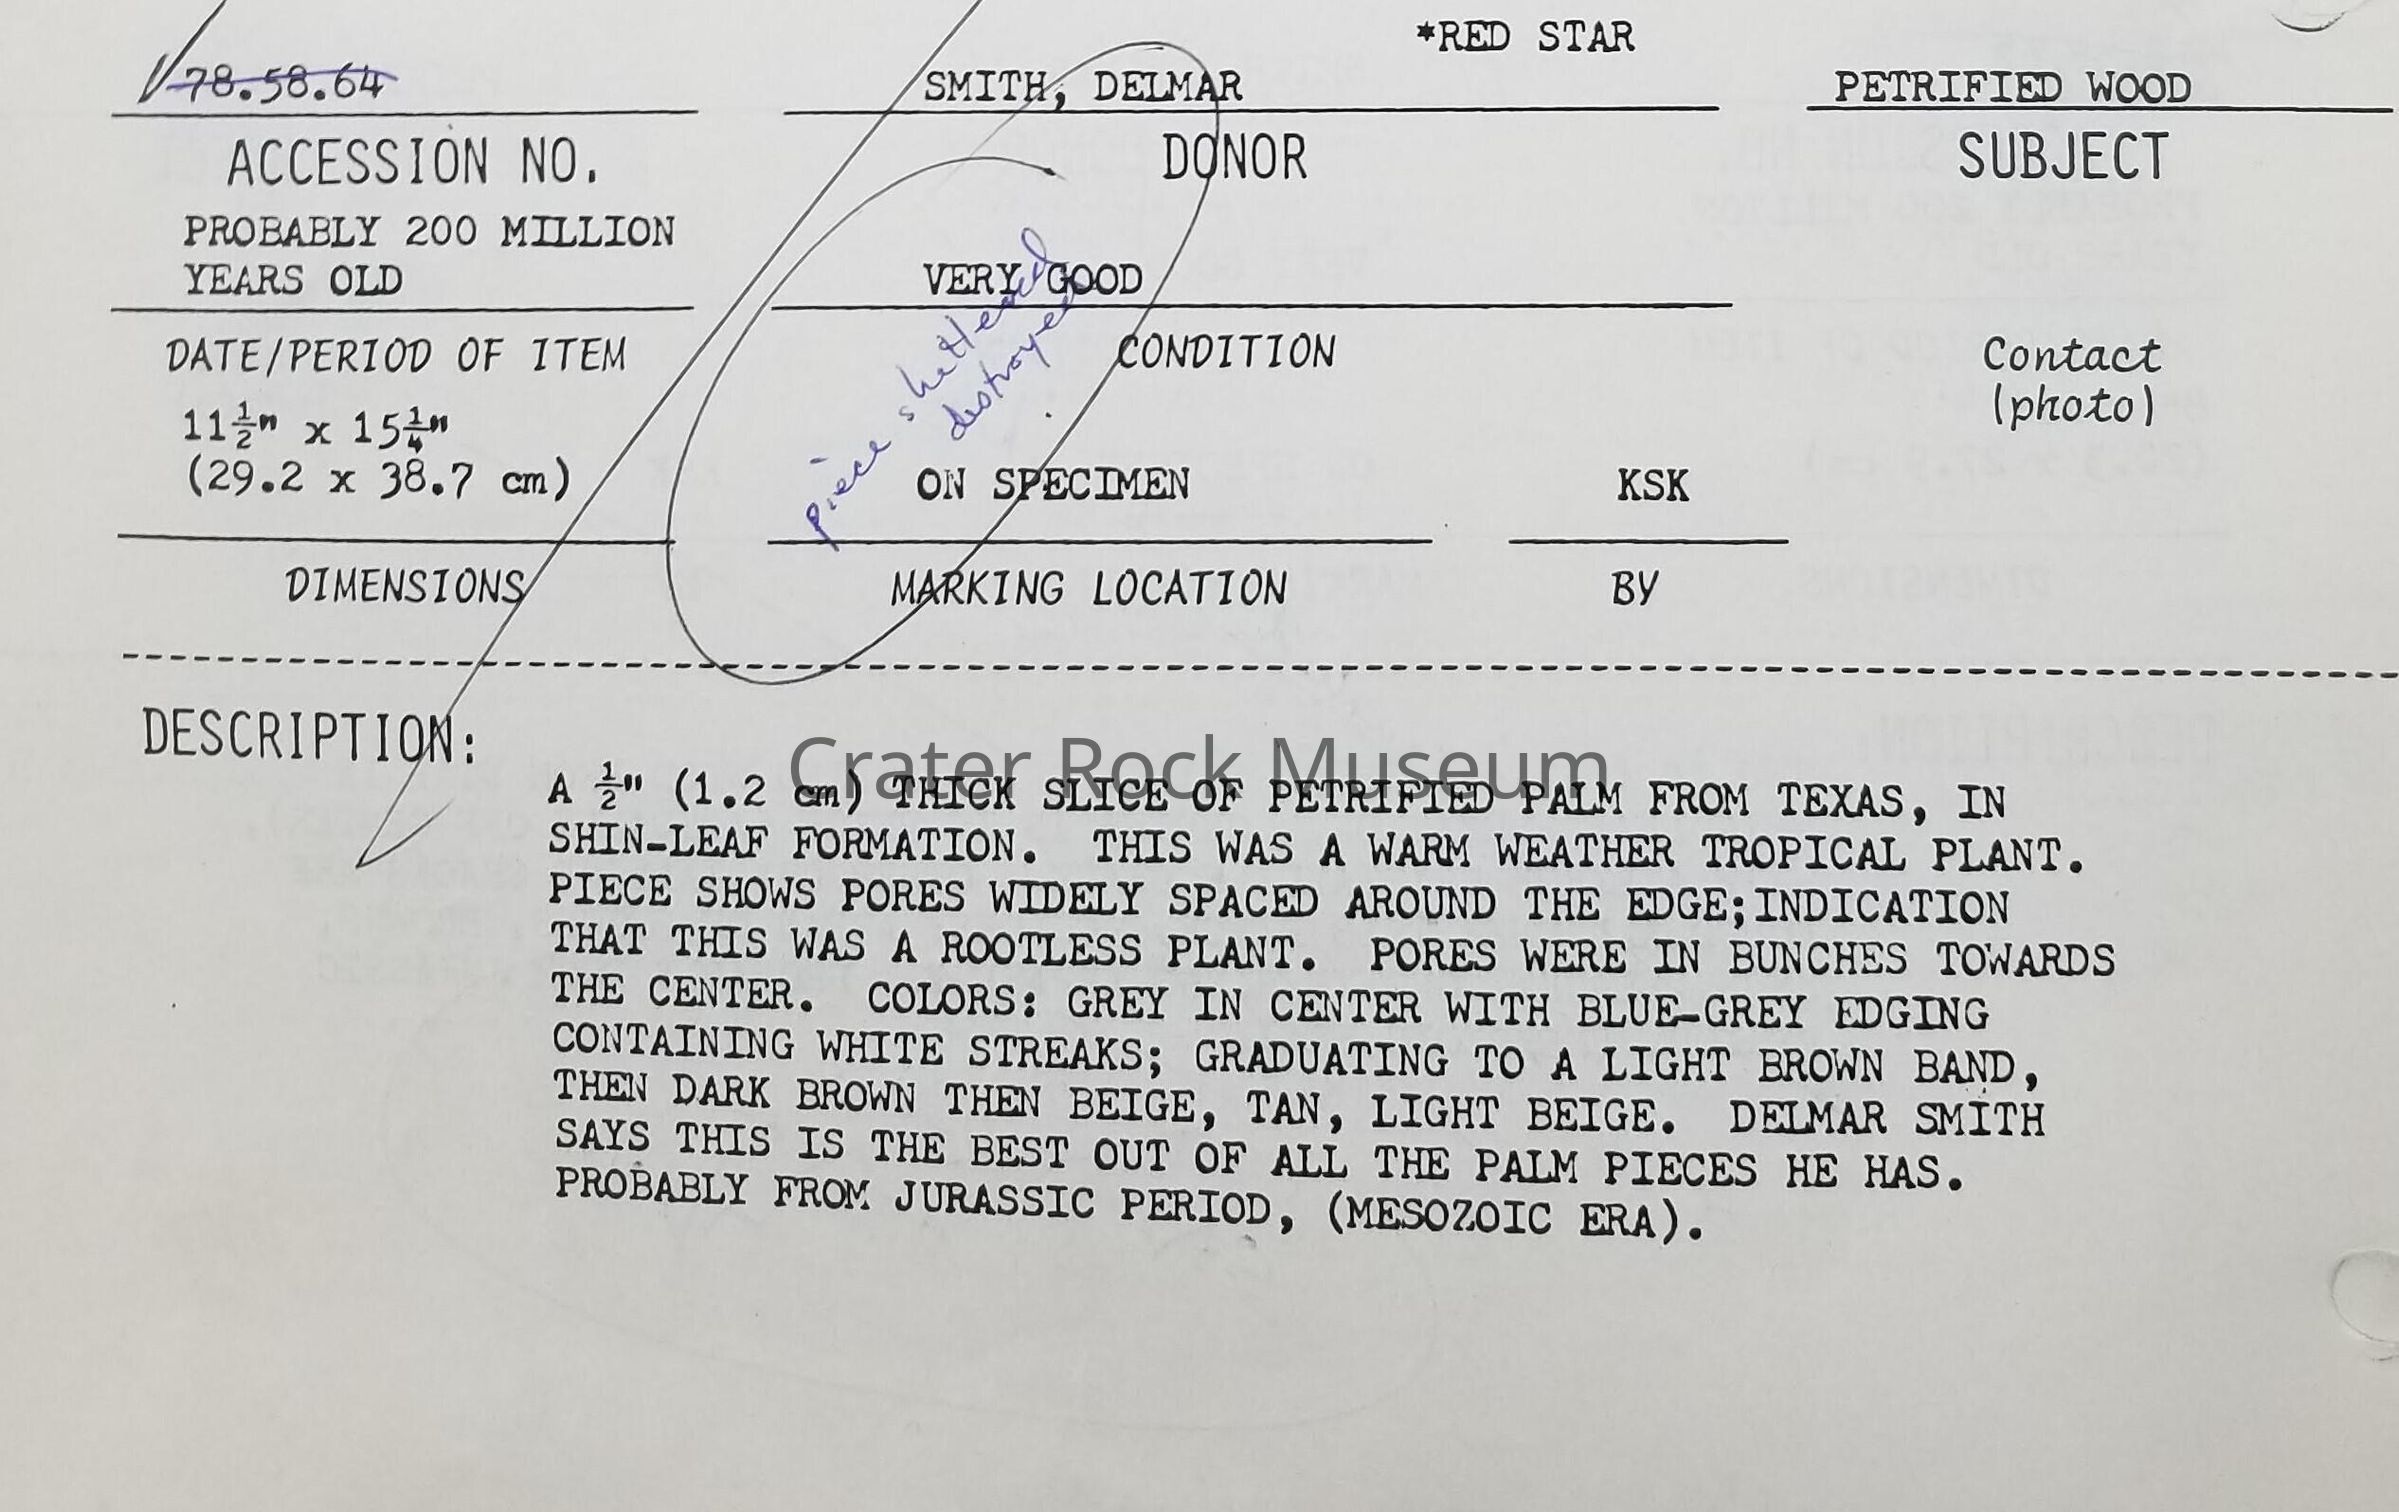 *RED STAR
78.58.64
SMITH, DELMAR
PETRIFIED WOOD
ACCESSION NO.
DONOR
SUBJECT
PROBABLY 200 MILLION
YEARS OLD
VERY GOOD
DATE/PERIOD OF ITEM
CONDITION
Contact
(photo)
piece shattered
destroyed
11½" x 15¼"
(29.2 x 38.7 cm)
ON SPECIMEN
KSK
DIMENSIONS
MARKING LOCATION
BY
DESCRIPTION:
Crater Rock Museum
A ½" (1.2 cm) THICK SLICE OF PETRIFIED PALM FROM TEXAS, IN
SHIN-LEAF FORMATION. THIS WAS A WARM WEATHER TROPICAL PLANT.
PIECE SHOWS PORES WIDELY SPACED AROUND THE EDGE;INDICATION
THAT THIS WAS A ROOTLESS PLANT. PORES WERE IN BUNCHES TOWARDS
THE CENTER. COLORS: GREY IN CENTER WITH BLUE-GREY EDGING
CONTAINING WHITE STREAKS; GRADUATING TO A LIGHT BROWN BAND,
THEN DARK BROWN THEN BEIGE, TAN, LIGHT BEIGE. DELMAR SMITH
SAYS THIS IS THE BEST OUT OF ALL THE PALM PIECES HE HAS.
PROBABLY FROM JURASSIC PERIOD, (MESOZOIC ERA).